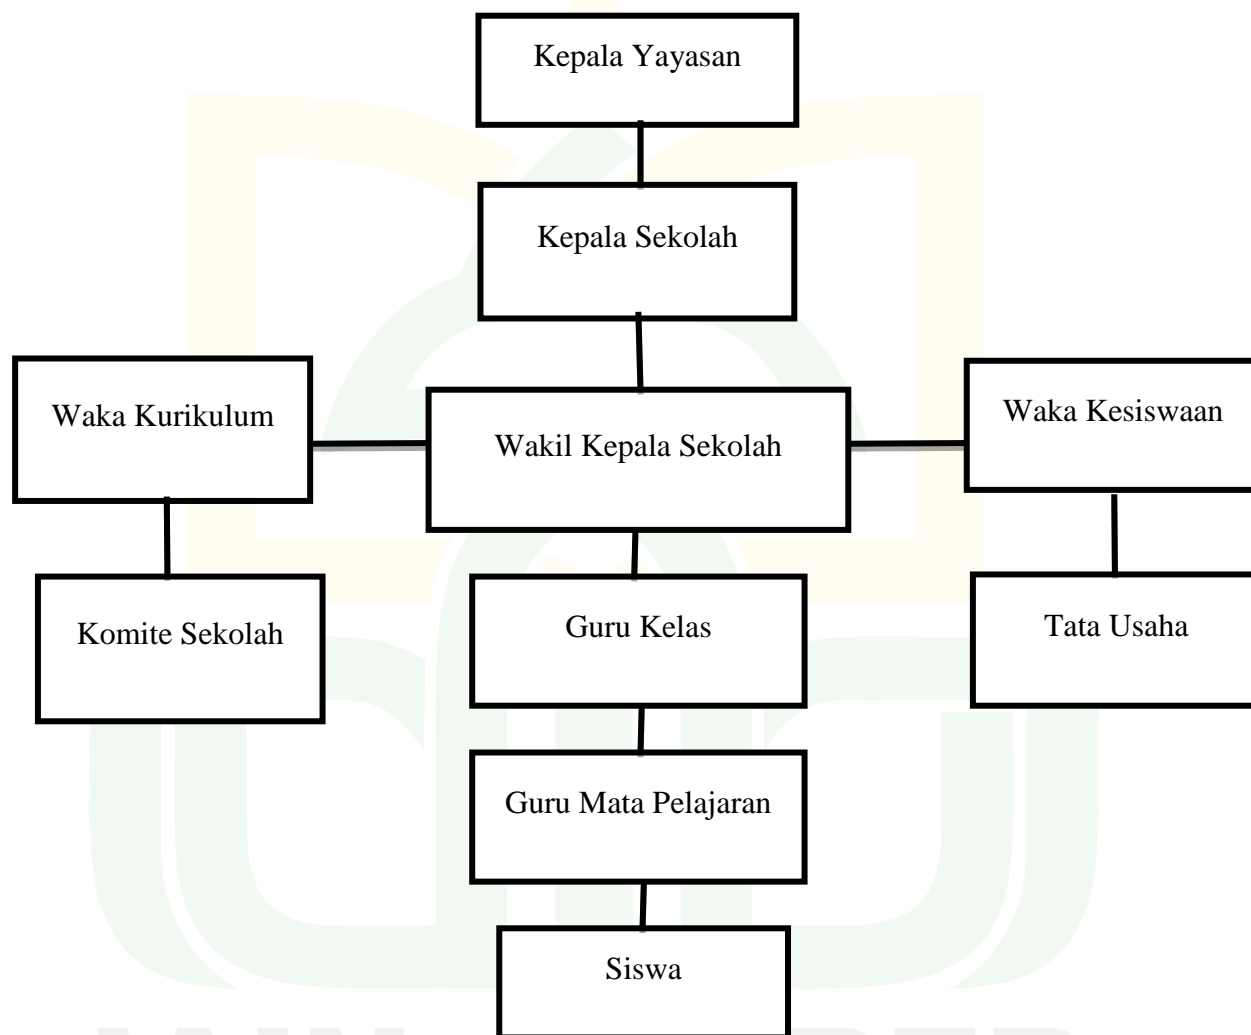 Kepala Yayasan
Kepala Sekolah
Waka Kurikulum
Wakil Kepala Sekolah
Waka Kesiswaan
Komite Sekolah
Guru Kelas
Tata Usaha
Guru Mata Pelajaran
Siswa